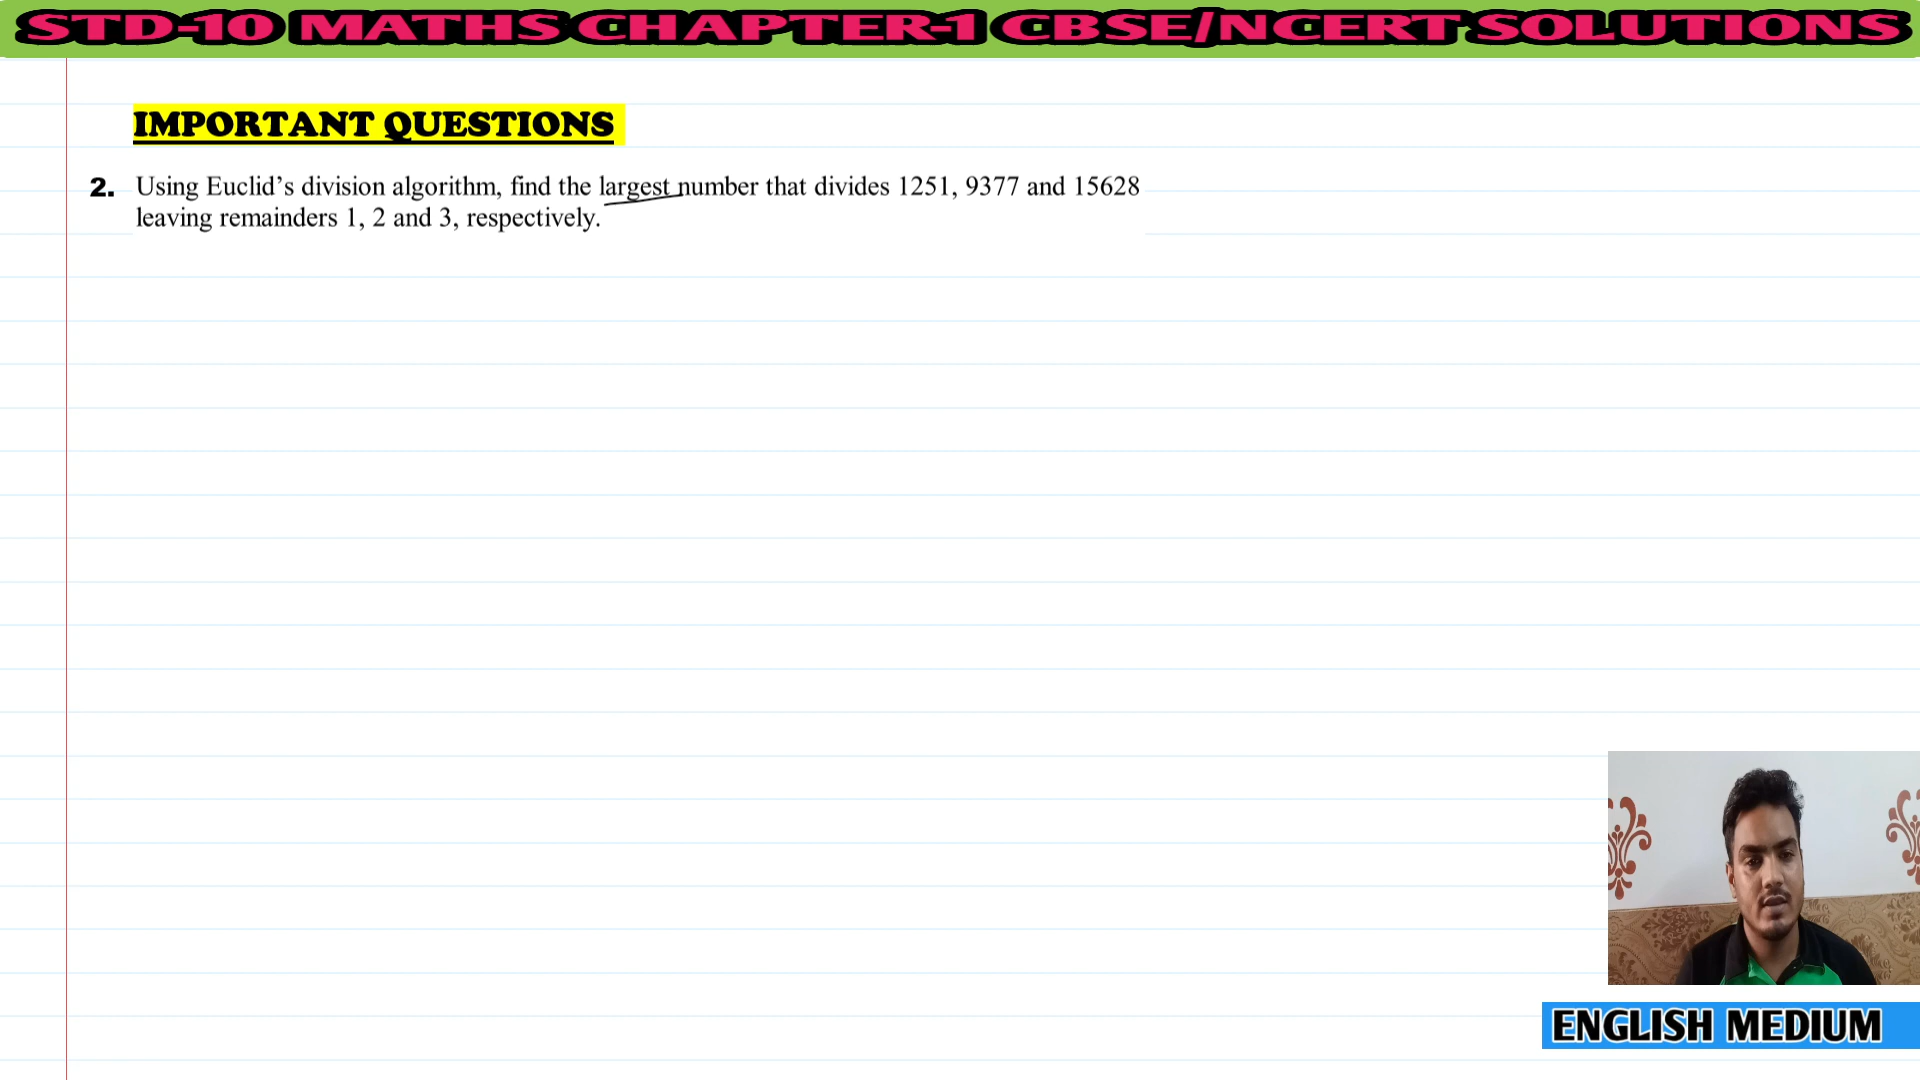 STD-10 MATHS CHAPTER-1 CBSE/NCERT SOLUTIONS
IMPORTANT QUESTIONS
2. Using Euclid’s division algorithm, find the largest number that divides 1251, 9377 and 15628
leaving remainders 1, 2 and 3, respectively.
ENGLISH MEDIUM